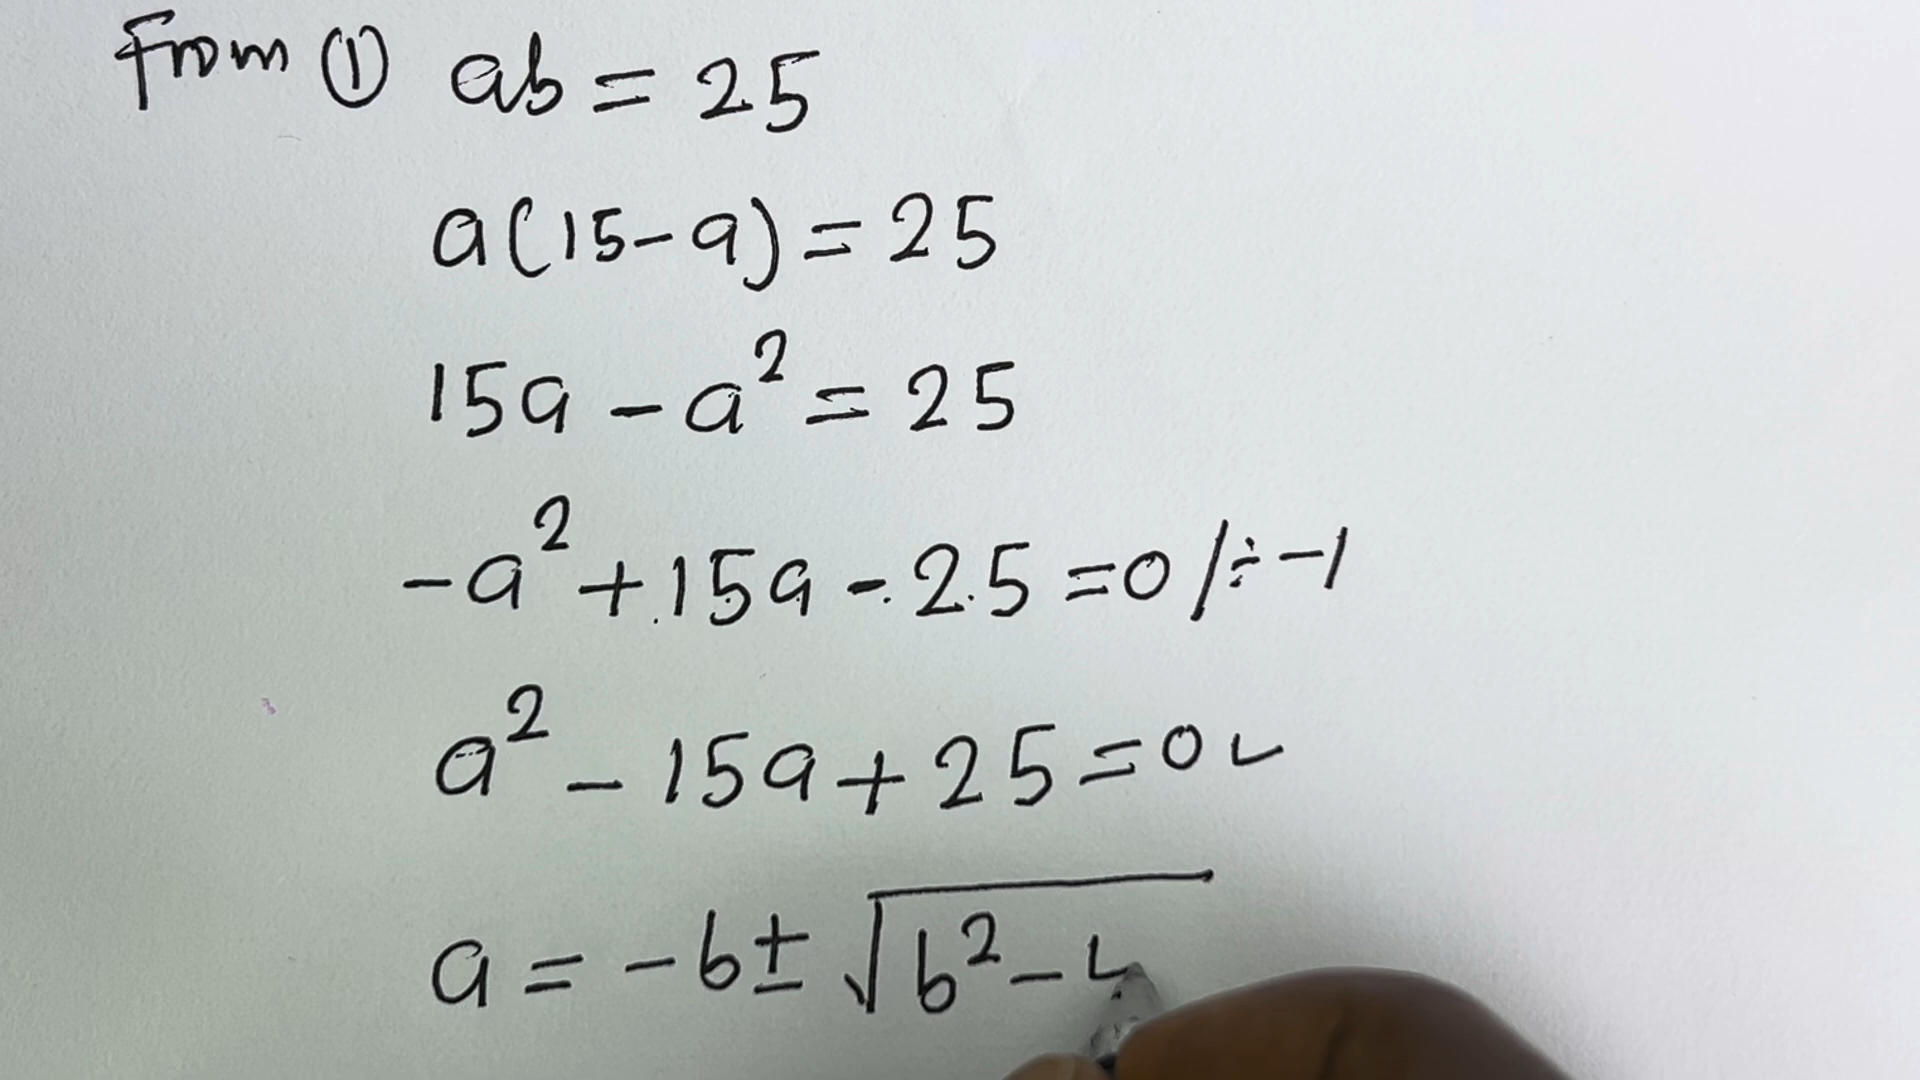 From ① ab = 25
a(15-a) = 25
15a - a² = 25
-a² + 15a - 25 = 0 / ÷ -1
a² - 15a + 25 = 0
a = -b ± √b² - 4